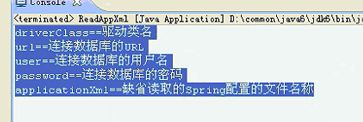 Console
<terminated> ReadAppXml [Java Application] D:\common\java6\jdk6\bin\j
driverClass==驱动类名
url==连接数据库的URL
user==连接数据库的用户名
password==连接数据库的密码
applicationXml==缺省读取的Spring配置的文件名称